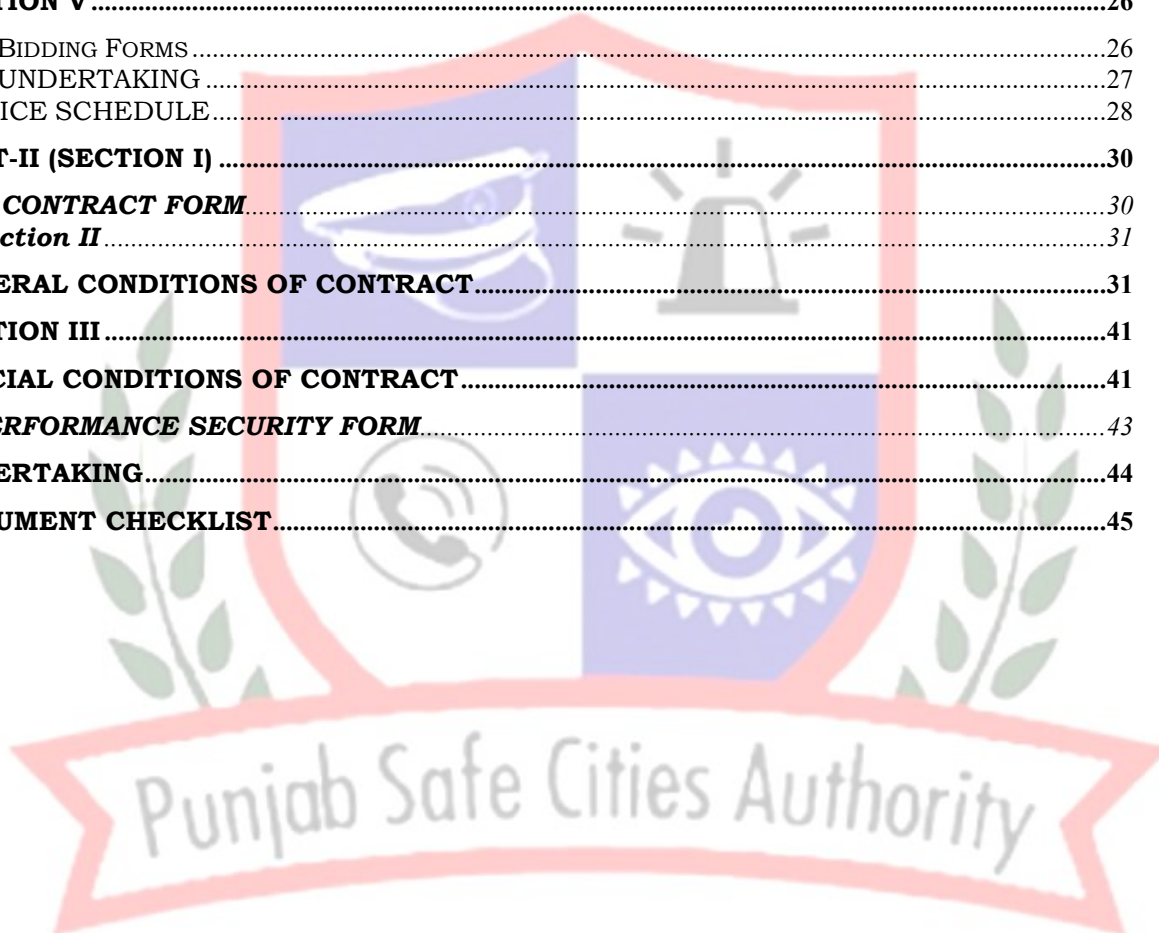 TION V ........ 26
BIDDING FORMS ........ 26
UNDERTAKING ........ 27
ICE SCHEDULE ........ 28
T-II (SECTION I) ........ 30
CONTRACT FORM ........ 30
ction II ........ 31
ERAL CONDITIONS OF CONTRACT ........ 31
TION III ........ 41
CIAL CONDITIONS OF CONTRACT ........ 41
ERFORMANCE SECURITY FORM ........ 43
ERTAKING ........ 44
UMENT CHECKLIST ........ 45
Punjab Safe Cities Authority